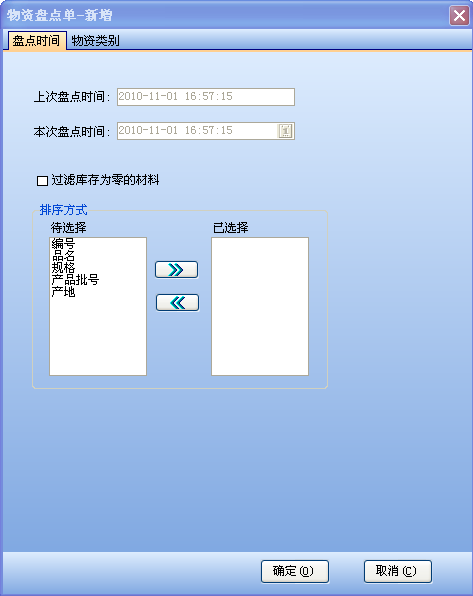 物资盘点单-新增
盘点时间 物资类别
上次盘点时间: 2010-11-01 16:57:15
本次盘点时间: 2010-11-01 16:57:15
过滤库存为零的材料
排序方式
待选择 已选择
编号
品名
规格
产品批号
产地
确定(O) 取消(C)